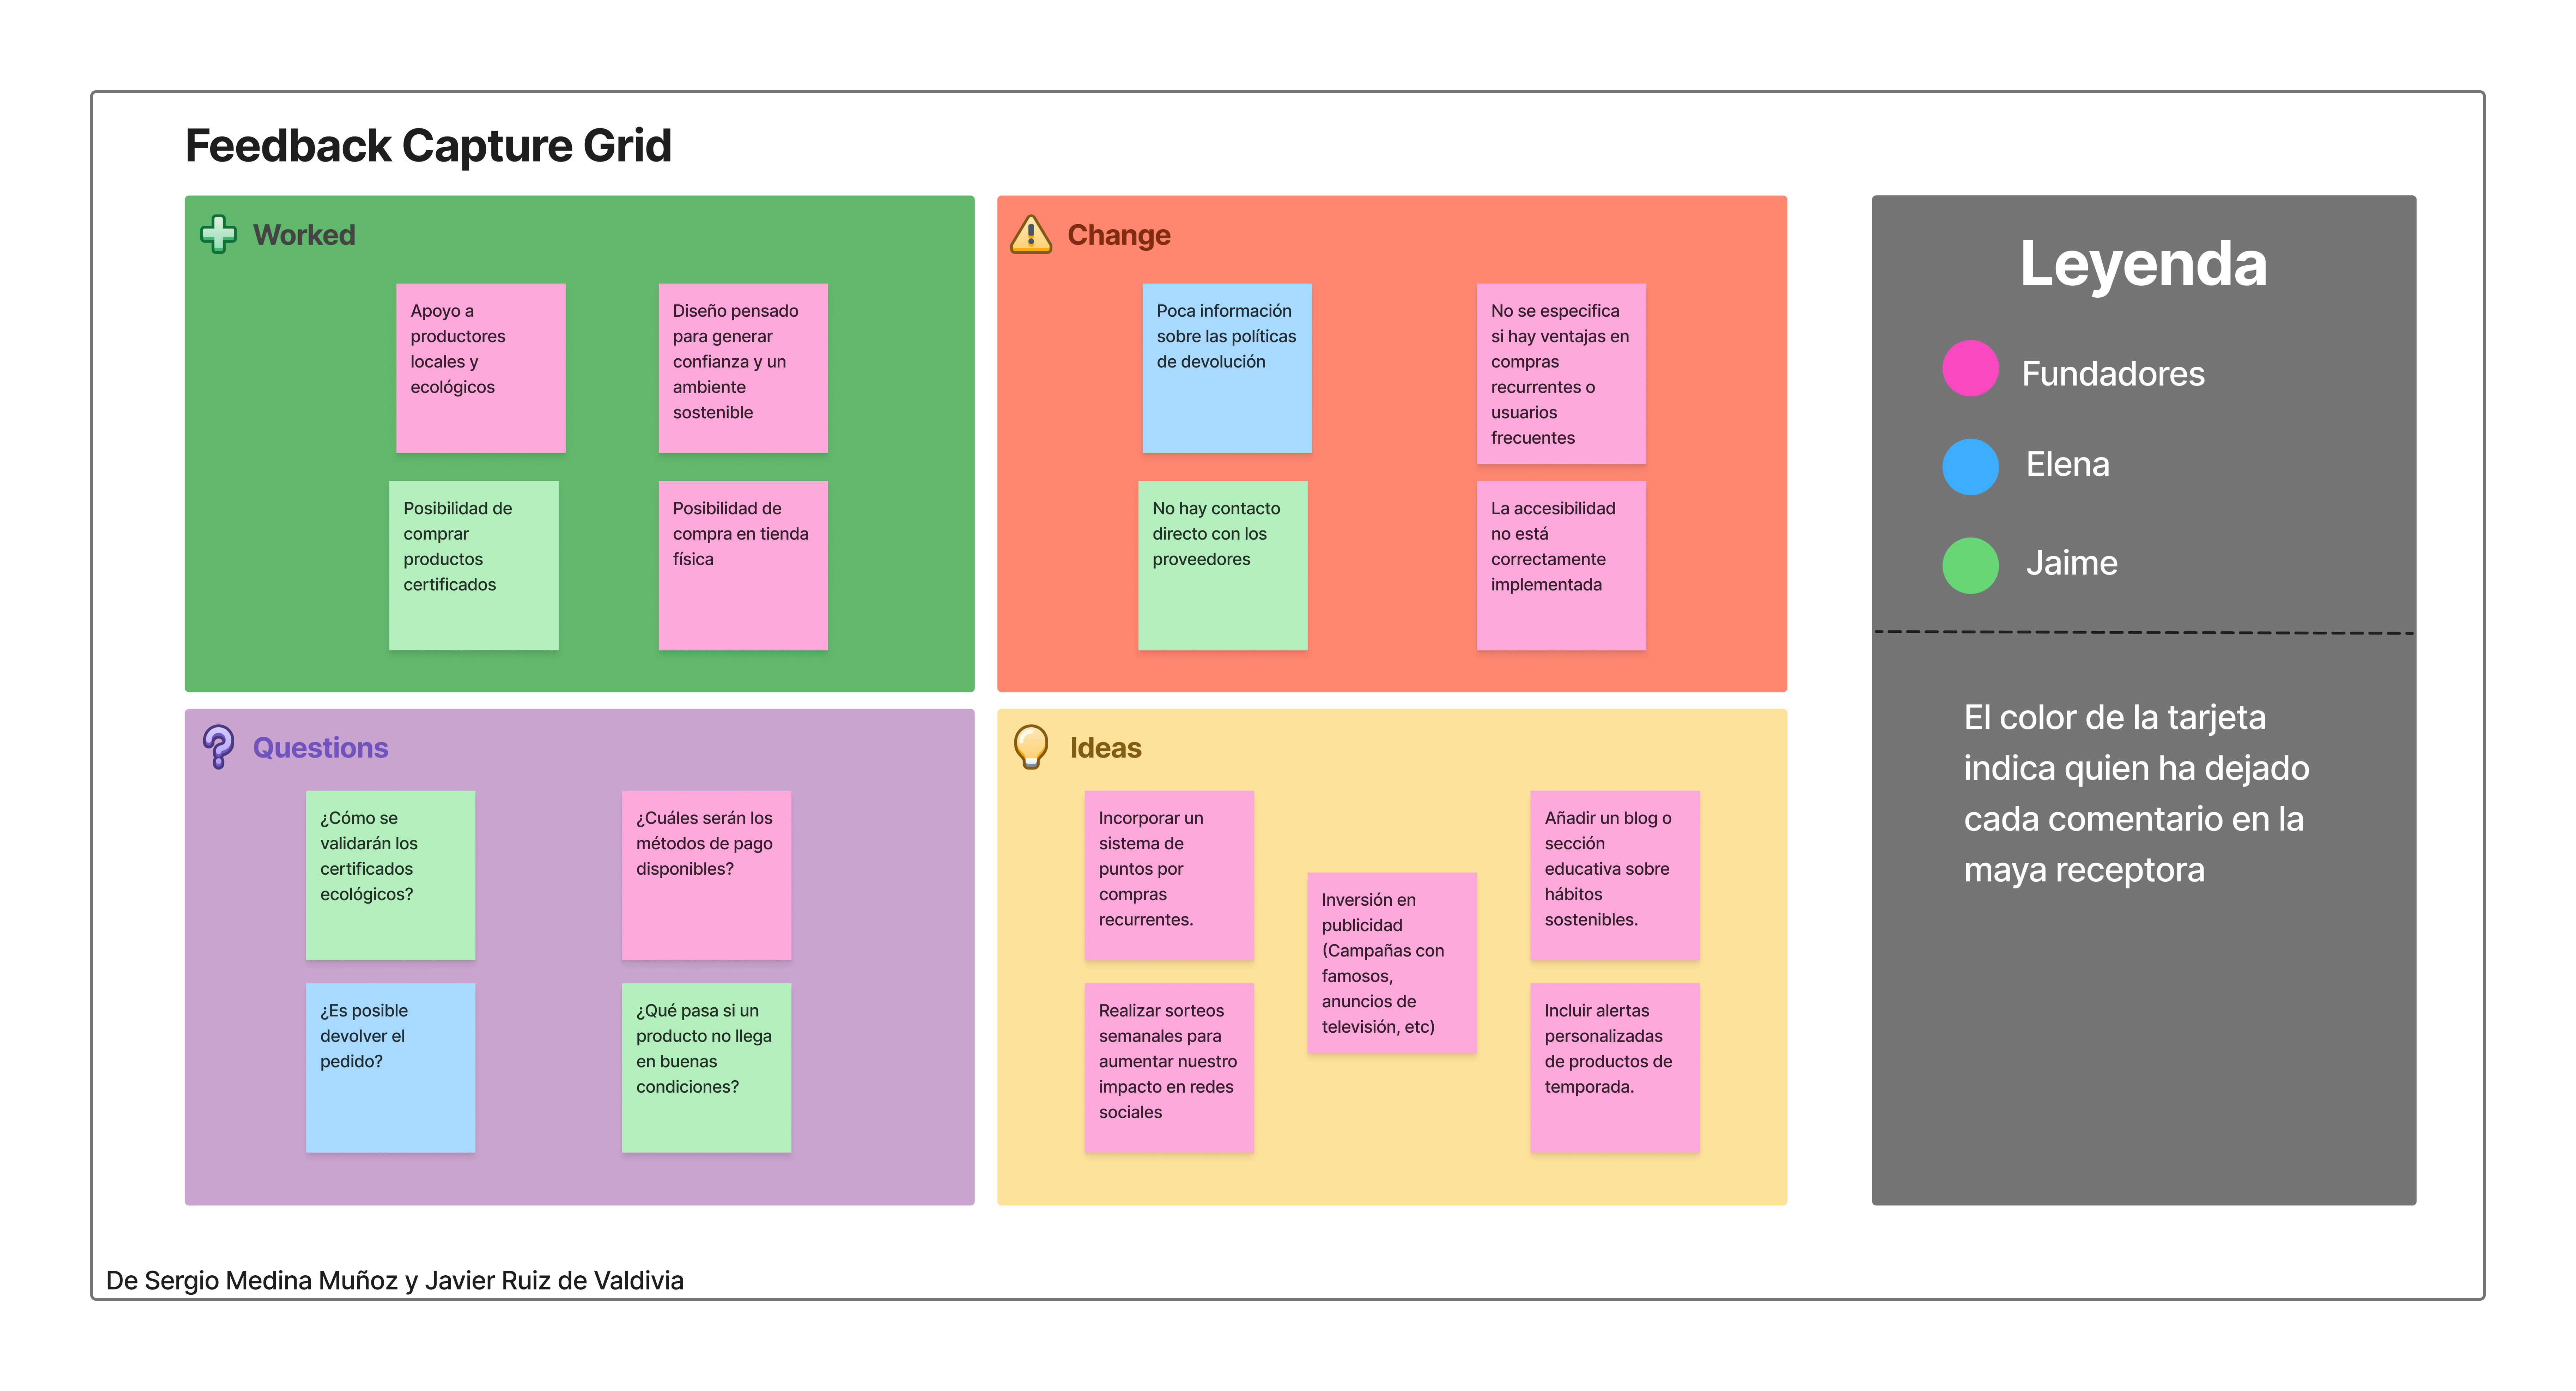 Feedback Capture Grid
Worked
Apoyo a
productores
locales y
ecológicos
Diseño pensado
para generar
confianza y un
ambiente
sostenible
Posibilidad de
comprar
productos
certificados
Posibilidad de
compra en tienda
física
Change
Poca información
sobre las políticas
de devolución
No se especifica
si hay ventajas en
compras
recurrentes o
usuarios
frecuentes
No hay contacto
directo con los
proveedores
La accesibilidad
no está
correctamente
implementada
Questions
¿Cómo se
validarán los
certificados
ecológicos?
¿Cuáles serán los
métodos de pago
disponibles?
¿Es posible
devolver el
pedido?
¿Qué pasa si un
producto no llega
en buenas
condiciones?
Ideas
Incorporar un
sistema de
puntos por
compras
recurrentes.
Inversión en
publicidad
(Campañas con
famosos,
anuncios de
televisión, etc)
Añadir un blog o
sección
educativa sobre
hábitos
sostenibles.
Realizar sorteos
semanales para
aumentar nuestro
impacto en redes
sociales
Incluir alertas
personalizadas
de productos de
temporada.
Leyenda
Fundadores
Elena
Jaime
El color de la tarjeta
indica quien ha dejado
cada comentario en la
maya receptora
De Sergio Medina Muñoz y Javier Ruiz de Valdivia